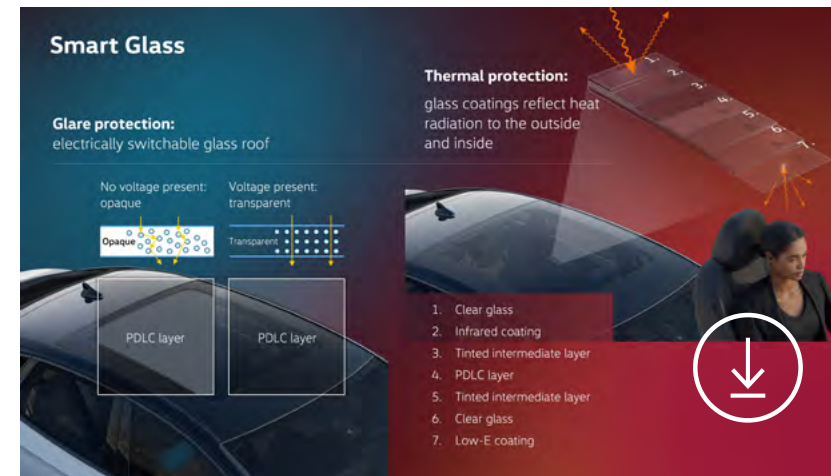 Smart Glass
Glare protection:
electrically switchable glass roof
No voltage present:
opaque
Voltage present:
transparent
Opaque
Transparent
PDLC layer
PDLC layer
Thermal protection:
glass coatings reflect heat
radiation to the outside
and inside
1.
2.
3.
4.
5.
6.
7.
1. Clear glass
2. Infrared coating
3. Tinted intermediate layer
4. PDLC layer
5. Tinted intermediate layer
6. Clear glass
7. Low-E coating